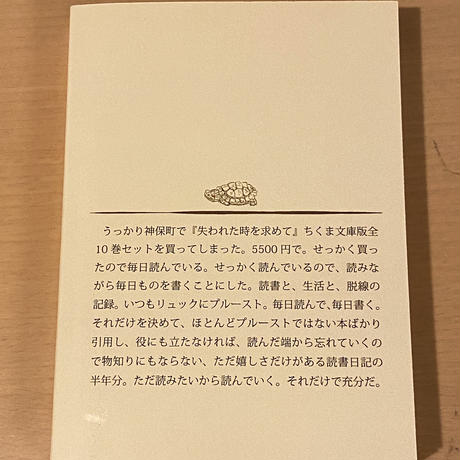 うっかり神保町で『失われた時を求めて』ちくま文庫版全
10巻セットを買ってしまった。5500円で。せっかく買っ
たので毎日読んでいる。せっかく読んでいるので、読みな
がら毎日ものを書くことにした。読書と、生活と、脱線の
記録。いつもリュックにプルースト。毎日読んで、毎日書く。
それだけを決めて、ほとんどプルーストではない本ばかり
引用し、役にも立たなければ、読んだ端から忘れていくの
で物知りにもならない、ただ嬉しさだけがある読書日記の
半年分。ただ読みたいから読んでいく。それだけで充分だ。